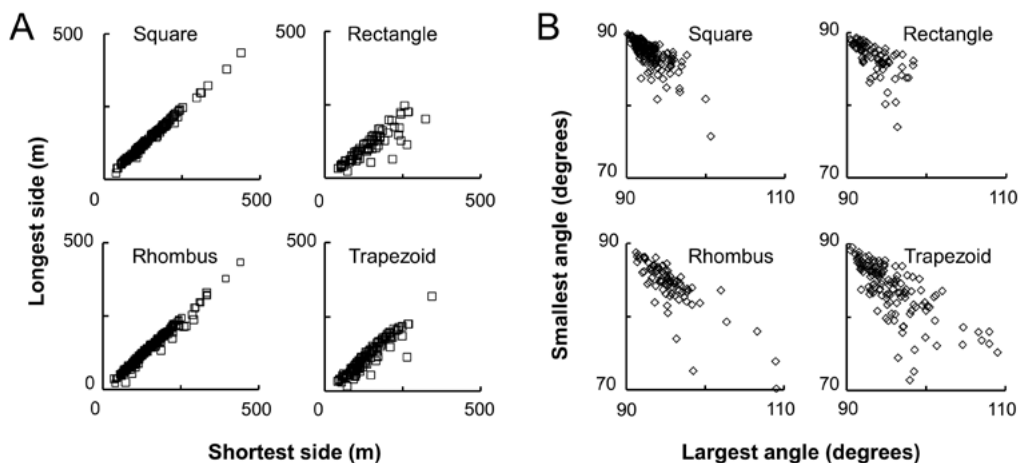 A
500
Square
0
500
500
Rectangle
0
500
500
Rhombus
0
0
500
500
Trapezoid
0
500
Longest side (m)
Shortest side (m)
B
90
Square
70
90
110
90
Rectangle
70
90
110
90
Rhombus
70
90
110
90
Trapezoid
70
90
110
Smallest angle (degrees)
Largest angle (degrees)